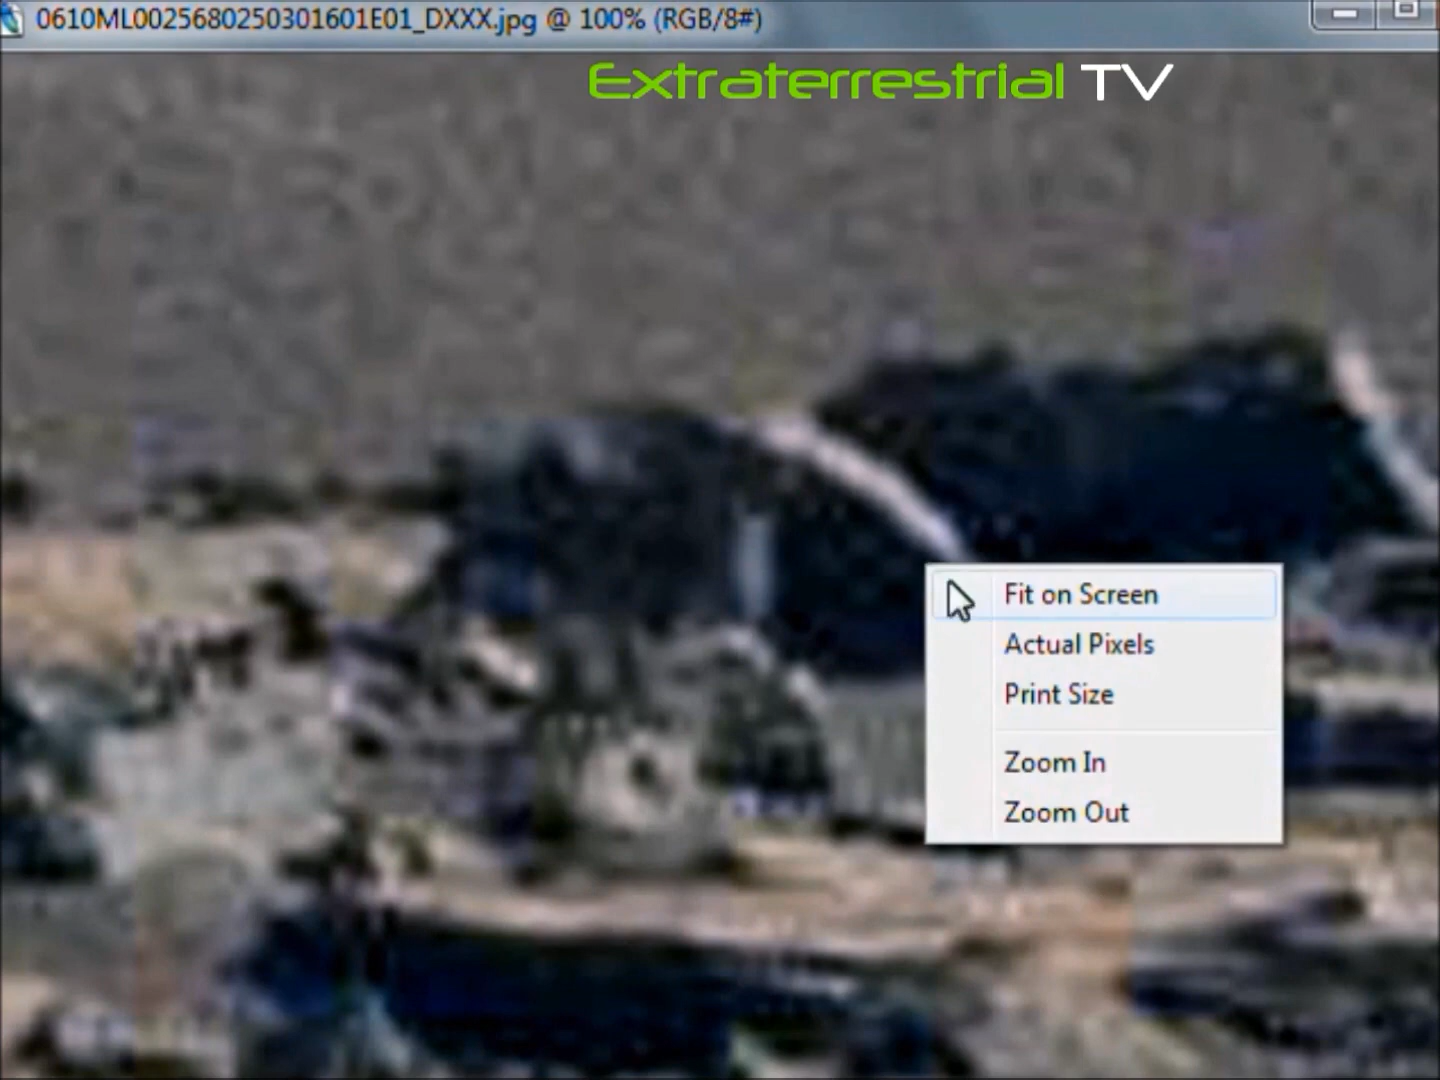 0610ML0025680250301601E01_DXXX.jpg @ 100% (RGB/8#)
Extraterrestrial TV
Fit on Screen
Actual Pixels
Print Size
Zoom In
Zoom Out